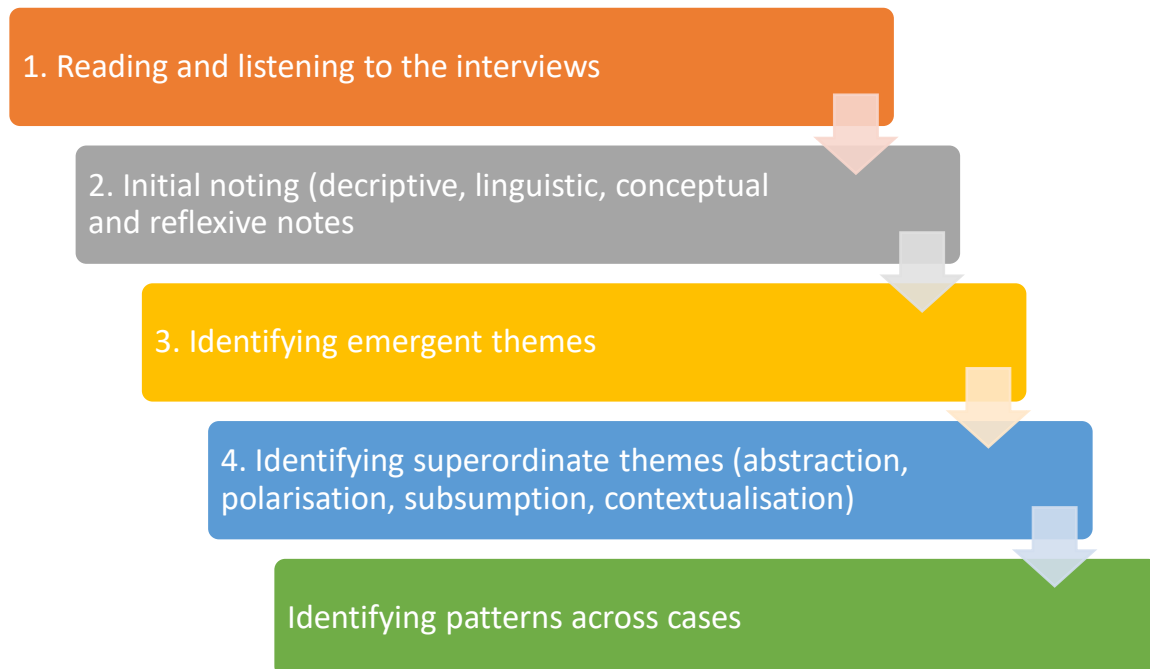 1. Reading and listening to the interviews
2. Initial noting (decriptive, linguistic, conceptual
and reflexive notes
3. Identifying emergent themes
4. Identifying superordinate themes (abstraction,
polarisation, subsumption, contextualisation)
Identifying patterns across cases